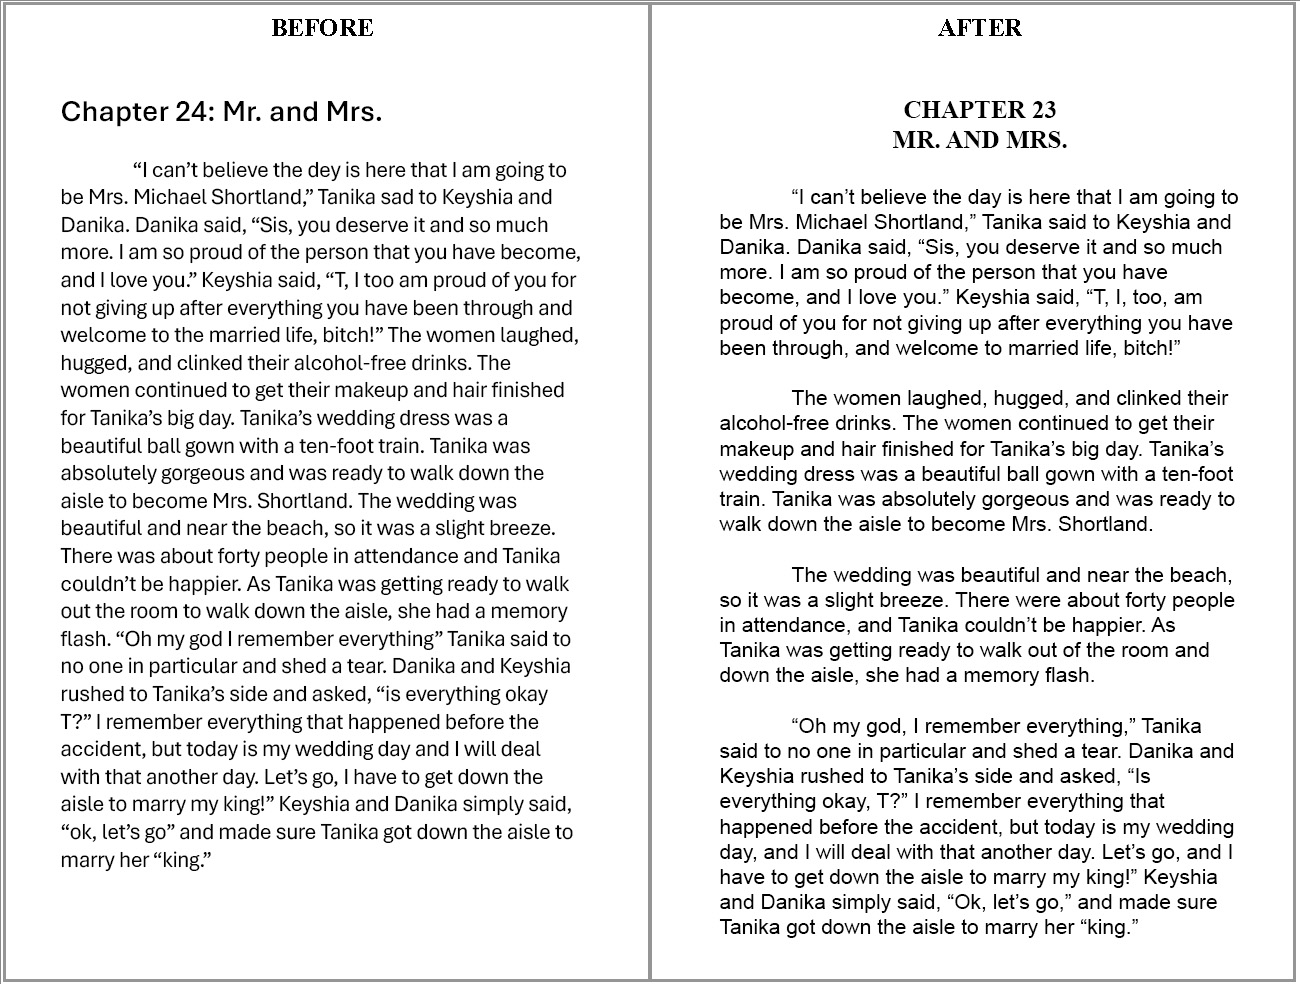 BEFORE
Chapter 24: Mr. and Mrs.
“I can’t believe the dey is here that I am going to
be Mrs. Michael Shortland,” Tanika sad to Keyshia and
Danika. Danika said, “Sis, you deserve it and so much
more. I am so proud of the person that you have become,
and I love you.” Keyshia said, “T, I too am proud of you for
not giving up after everything you have been through and
welcome to the married life, bitch!” The women laughed,
hugged, and clinked their alcohol-free drinks. The
women continued to get their makeup and hair finished
for Tanika’s big day. Tanika’s wedding dress was a
beautiful ball gown with a ten-foot train. Tanika was
absolutely gorgeous and was ready to walk down the
aisle to become Mrs. Shortland. The wedding was
beautiful and near the beach, so it was a slight breeze.
There was about forty people in attendance and Tanika
couldn’t be happier. As Tanika was getting ready to walk
out the room to walk down the aisle, she had a memory
flash. “Oh my god I remember everything” Tanika said to
no one in particular and shed a tear. Danika and Keyshia
rushed to Tanika’s side and asked, “is everything okay
T?” I remember everything that happened before the
accident, but today is my wedding day and I will deal
with that another day. Let’s go, I have to get down the
aisle to marry my king!” Keyshia and Danika simply said,
“ok, let’s go” and made sure Tanika got down the aisle to
marry her “king.”
AFTER
CHAPTER 23
MR. AND MRS.
“I can’t believe the day is here that I am going to
be Mrs. Michael Shortland,” Tanika said to Keyshia and
Danika. Danika said, “Sis, you deserve it and so much
more. I am so proud of the person that you have
become, and I love you.” Keyshia said, “T, I, too, am
proud of you for not giving up after everything you have
been through, and welcome to married life, bitch!”
The women laughed, hugged, and clinked their
alcohol-free drinks. The women continued to get their
makeup and hair finished for Tanika’s big day. Tanika’s
wedding dress was a beautiful ball gown with a ten-foot
train. Tanika was absolutely gorgeous and was ready to
walk down the aisle to become Mrs. Shortland.
The wedding was beautiful and near the beach,
so it was a slight breeze. There were about forty people
in attendance, and Tanika couldn’t be happier. As
Tanika was getting ready to walk out of the room and
down the aisle, she had a memory flash.
“Oh my god, I remember everything,” Tanika
said to no one in particular and shed a tear. Danika and
Keyshia rushed to Tanika’s side and asked, “Is
everything okay, T?” I remember everything that
happened before the accident, but today is my wedding
day, and I will deal with that another day. Let’s go, and I
have to get down the aisle to marry my king!” Keyshia
and Danika simply said, “Ok, let’s go,” and made sure
Tanika got down the aisle to marry her “king.”